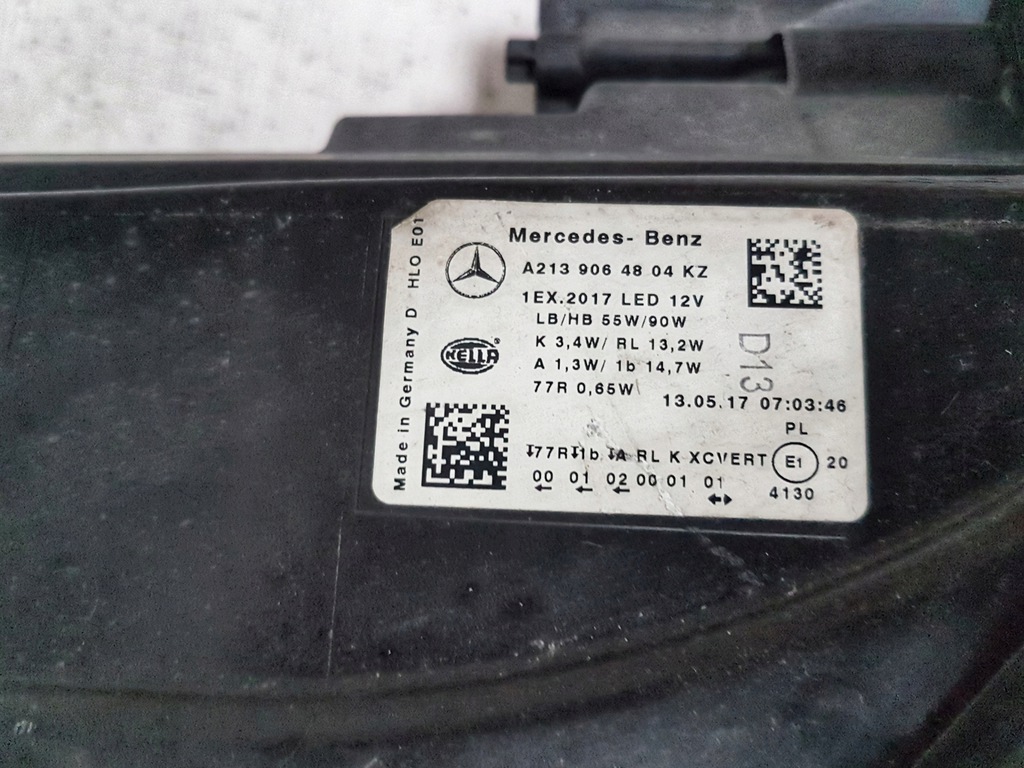 Mercedes- Benz
A213 906 48 04 KZ
1EX.2017 LED 12V
LB/HB 55W/90W
K 3,4W/ RL 13,2W
A 1,3W/ 1b 14,7W
77R 0,65W
HELLA
D13
13.05.17 07:03:46
PL
77R 1b A RL K XCVERT E1 20
00 01 02 00 01 01
4130
Made in Germany D HLO E01